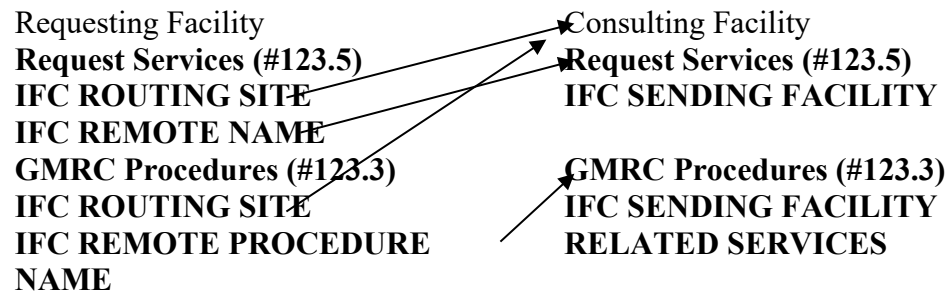 Requesting Facility
Consulting Facility
Request Services (#123.5)
Request Services (#123.5)
IFC ROUTING SITE
IFC SENDING FACILITY
IFC REMOTE NAME
GMRC Procedures (#123.3)
GMRC Procedures (#123.3)
IFC ROUTING SITE
IFC SENDING FACILITY
IFC REMOTE PROCEDURE
RELATED SERVICES
NAME